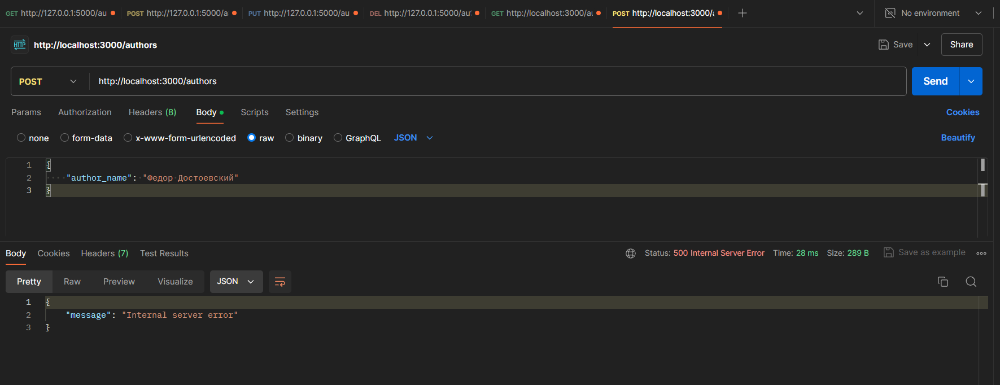 GET http://127.0.0.1:5000/au POST http://127.0.0.1:5000/a PUT http://127.0.0.1:5000/au DEL http://127.0.0.1:5000/au GET http://localhost:3000/au POST http://localhost:3000/a No environment
HTTP http://localhost:3000/authors Save Share
POST http://localhost:3000/authors Send
Params Authorization Headers (8) Body Scripts Settings Cookies
none form-data x-www-form-urlencoded raw binary GraphQL JSON Beautify
1 {
2 "author_name": "Федор Достоевский"
3 }
Body Cookies Headers (7) Test Results Status: 500 Internal Server Error Time: 28 ms Size: 289 B Save as example
Pretty Raw Preview Visualize JSON
1 {
2 "message": "Internal server error"
3 }